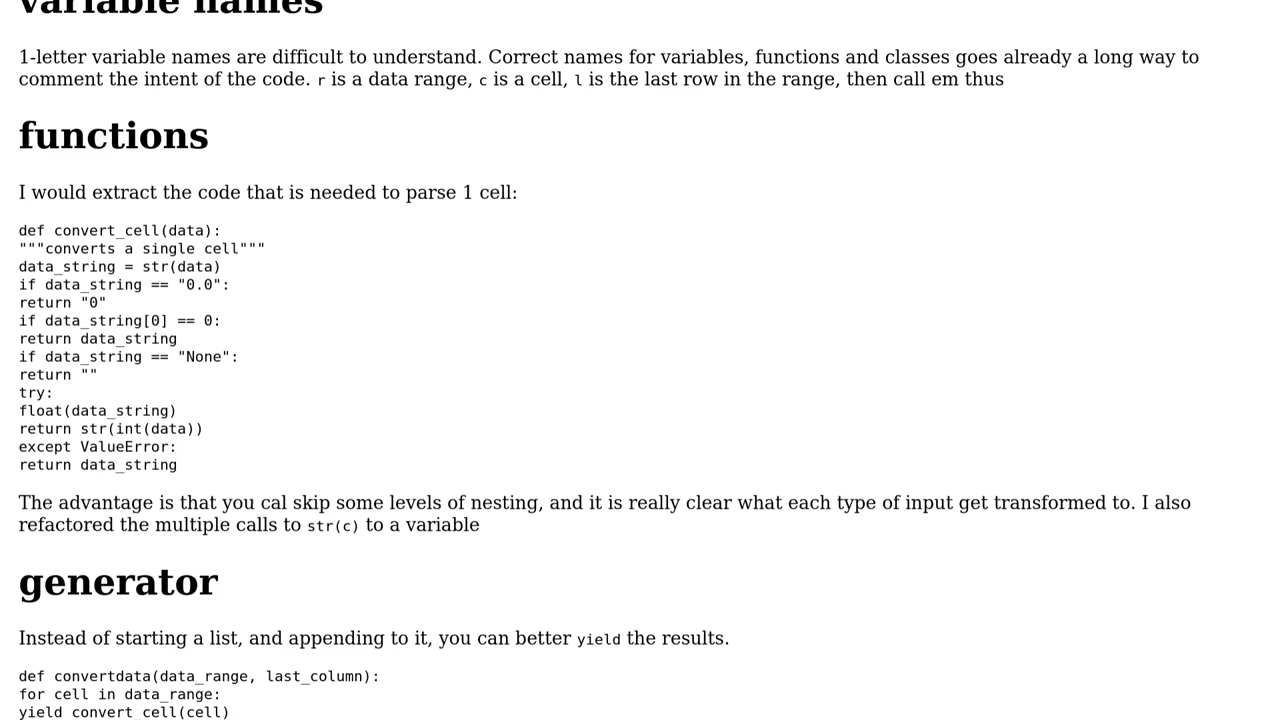 variable names
1-letter variable names are difficult to understand. Correct names for variables, functions and classes goes already a long way to
comment the intent of the code. r is a data range, c is a cell, l is the last row in the range, then call em thus
functions
I would extract the code that is needed to parse 1 cell:
def convert_cell(data):
"""converts a single cell"""
data_string = str(data)
if data_string == "0.0":
return "0"
if data_string[0] == 0:
return data_string
if data_string == "None":
return ""
try:
float(data_string)
return str(int(data))
except ValueError:
return data_string
The advantage is that you cal skip some levels of nesting, and it is really clear what each type of input get transformed to. I also
refactored the multiple calls to str(c) to a variable
generator
Instead of starting a list, and appending to it, you can better yield the results.
def convertdata(data_range, last_column):
for cell in data_range:
yield convert_cell(cell)